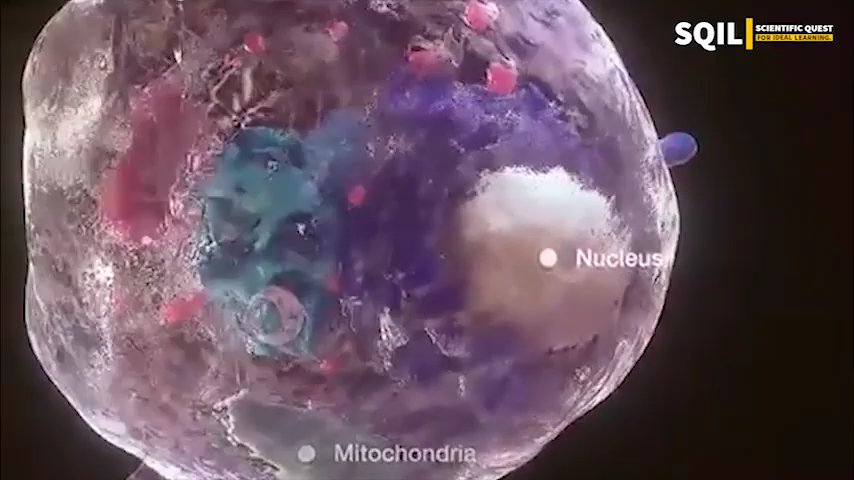 SQIL
SCIENTIFIC QUEST
FOR IDEAL LEARNING.
Nucleus
Mitochondria